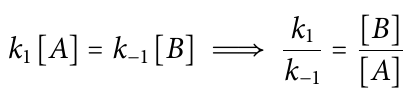 k₁[A] = k₋₁[B] ⟹ k₁/k₋₁ = [B]/[A]